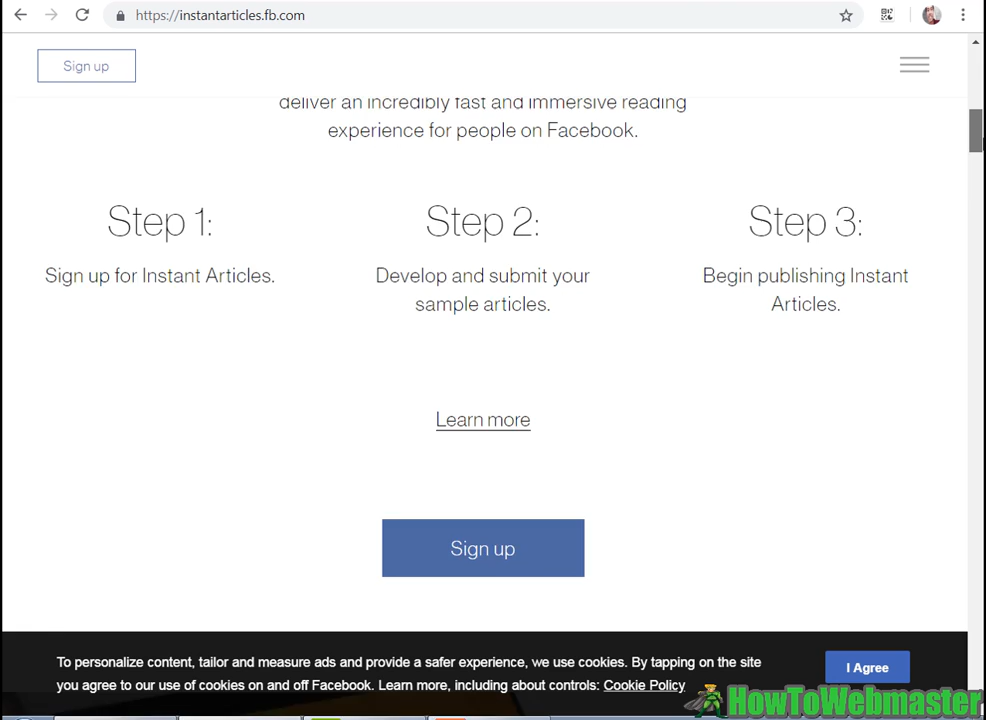 https://instantarticles.fb.com
Sign up
deliver an incredibly fast and immersive reading
experience for people on Facebook.
Step 1:
Sign up for Instant Articles.
Step 2:
Develop and submit your
sample articles.
Step 3:
Begin publishing Instant
Articles.
Learn more
Sign up
To personalize content, tailor and measure ads and provide a safer experience, we use cookies. By tapping on the site
you agree to our use of cookies on and off Facebook. Learn more, including about controls: Cookie Policy
I Agree
HowToWebmaster